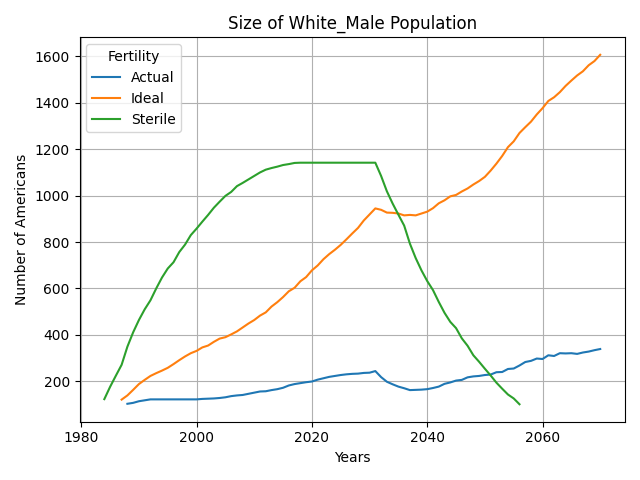 Size of White_Male Population
Fertility
Actual
Ideal
Sterile
Number of Americans
1600
1400
1200
1000
800
600
400
200
1980
2000
2020
2040
2060
Years